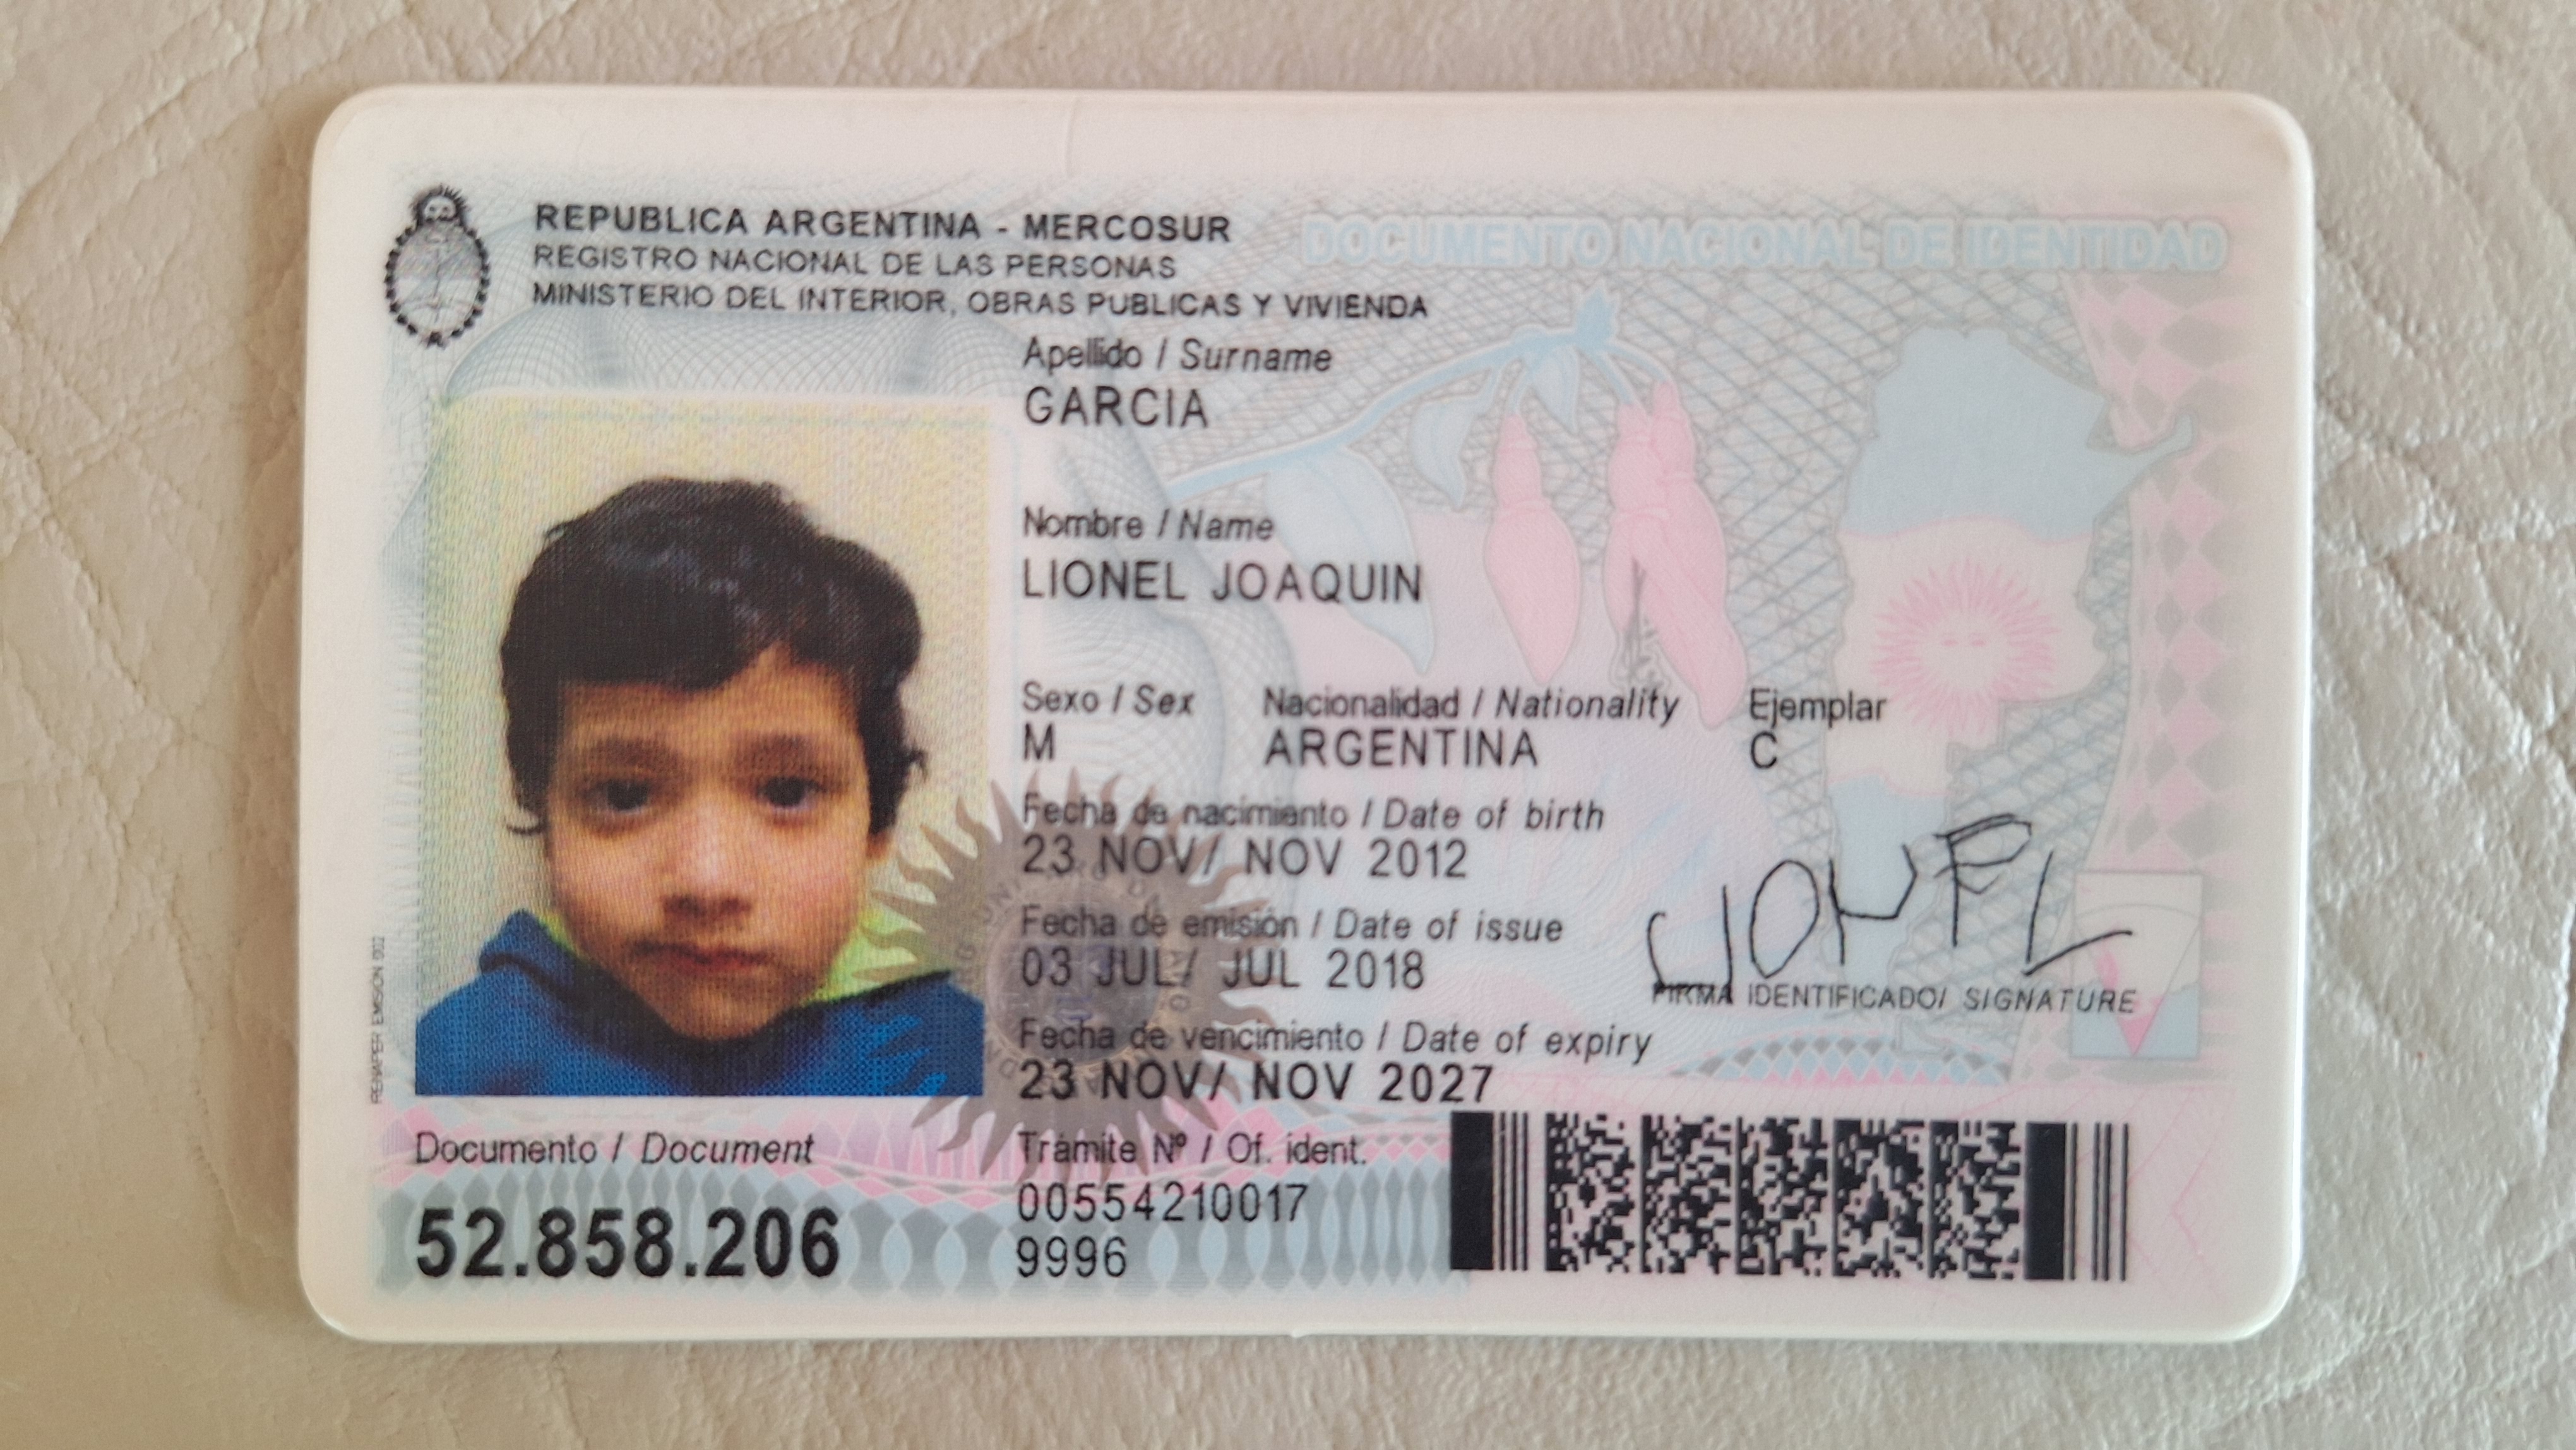 REPUBLICA ARGENTINA - MERCOSUR
REGISTRO NACIONAL DE LAS PERSONAS
MINISTERIO DEL INTERIOR, OBRAS PUBLICAS Y VIVIENDA
DOCUMENTO NACIONAL DE IDENTIDAD
Apellido / Surname
GARCIA
Nombre / Name
LIONEL JOAQUIN
Sexo / Sex Nacionalidad / Nationality Ejemplar
M ARGENTINA C
Fecha de nacimiento / Date of birth
23 NOV/ NOV 2012
Fecha de emisión / Date of issue
03 JUL/ JUL 2018
Fecha de vencimiento / Date of expiry
23 NOV/ NOV 2027
FIRMA IDENTIFICADO/ SIGNATURE
RENAPER EMISIÓN 002
Documento / Document
52.858.206
Trámite Nº / Of. ident.
00554210017
9996